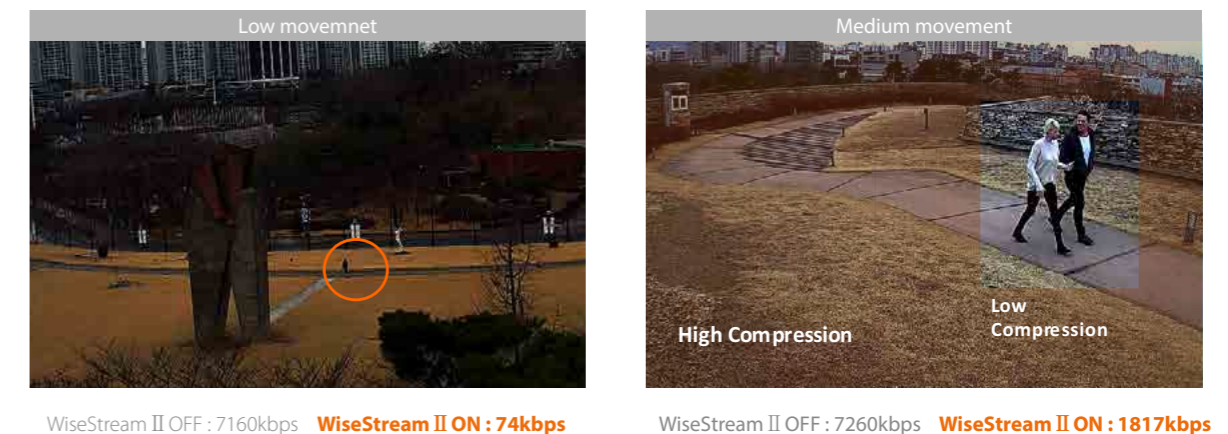 Low movemnet
Medium movement
High Compression
Low
Compression
WiseStream Ⅱ OFF : 7160kbps WiseStream Ⅱ ON : 74kbps
WiseStream Ⅱ OFF : 7260kbps WiseStream Ⅱ ON : 1817kbps